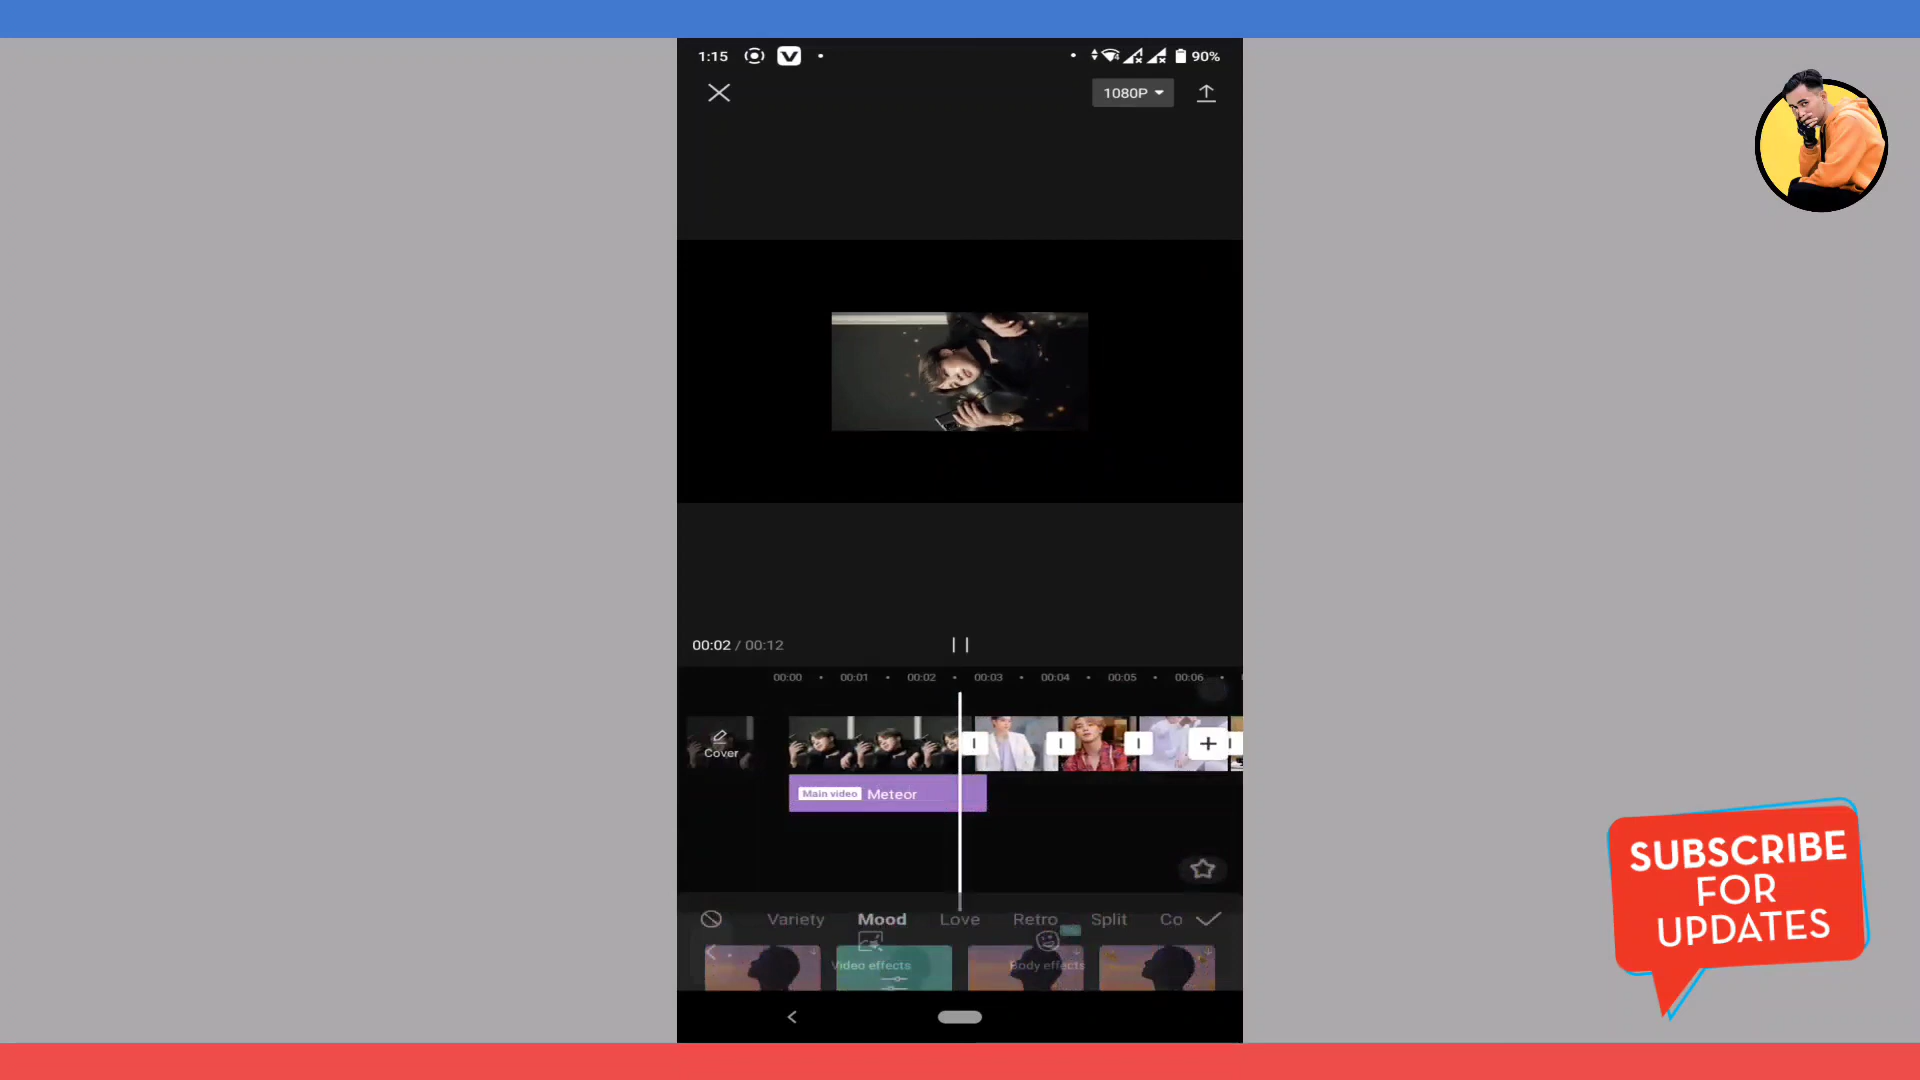 1:15
90%
1080P
00:02 / 00:12
00:00 00:01 00:02 00:03 00:04 00:05 00:06
Cover
Main video Meteor
Variety Mood Love Retro Split Co
Video effects Body effects
SUBSCRIBE
FOR
UPDATES